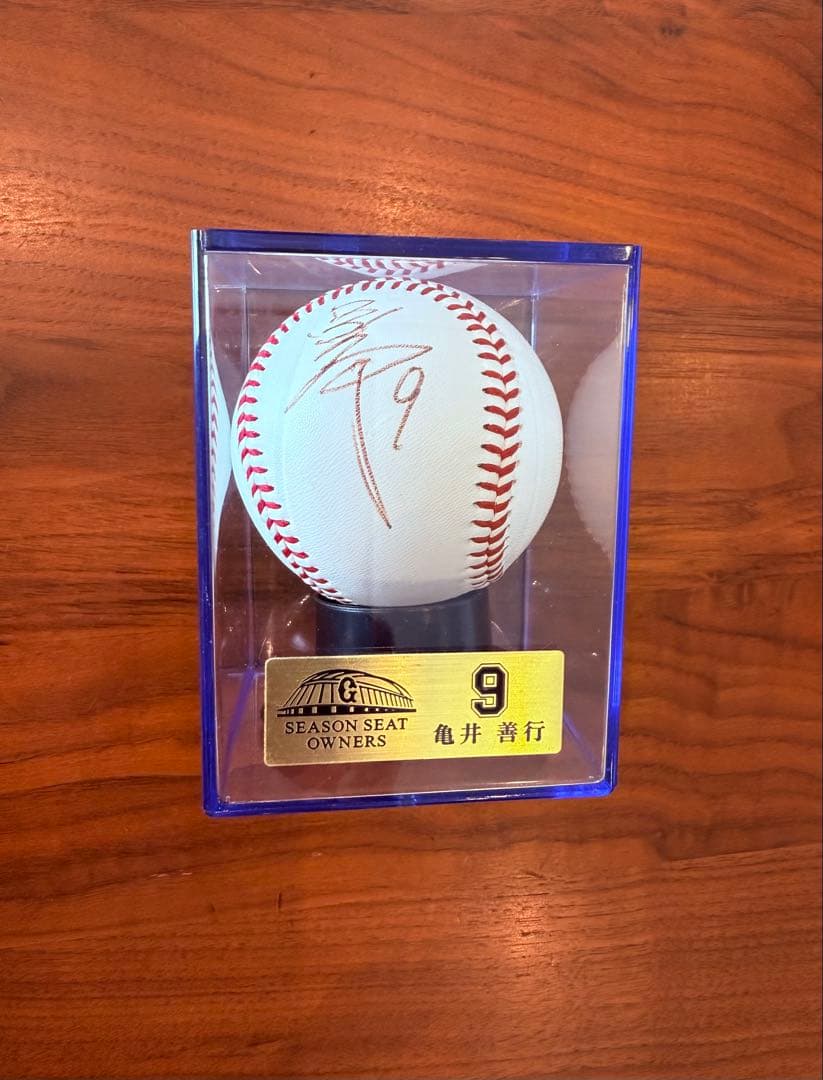 9
G
SEASON SEAT
OWNERS
9
亀井 善行